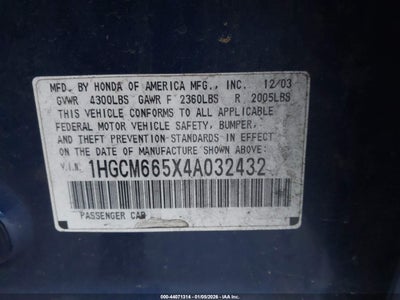 MFD. BY HONDA OF AMERICA MFG., INC. 12/03
GVWR 4300LBS GAWR F 2360LBS R 2005LBS
THIS VEHICLE CONFORMS TO ALL APPLICABLE
FEDERAL MOTOR VEHICLE SAFETY, BUMPER,
AND THEFT PREVENTION STANDARDS IN EFFECT
ON THE DATE OF MANUFACTURE SHOWN ABOVE.
V.I.N: 1HGCM665X4A032432
PASSENGER CAR
000-44071314 - 01/05/2026 - IAA, Inc.